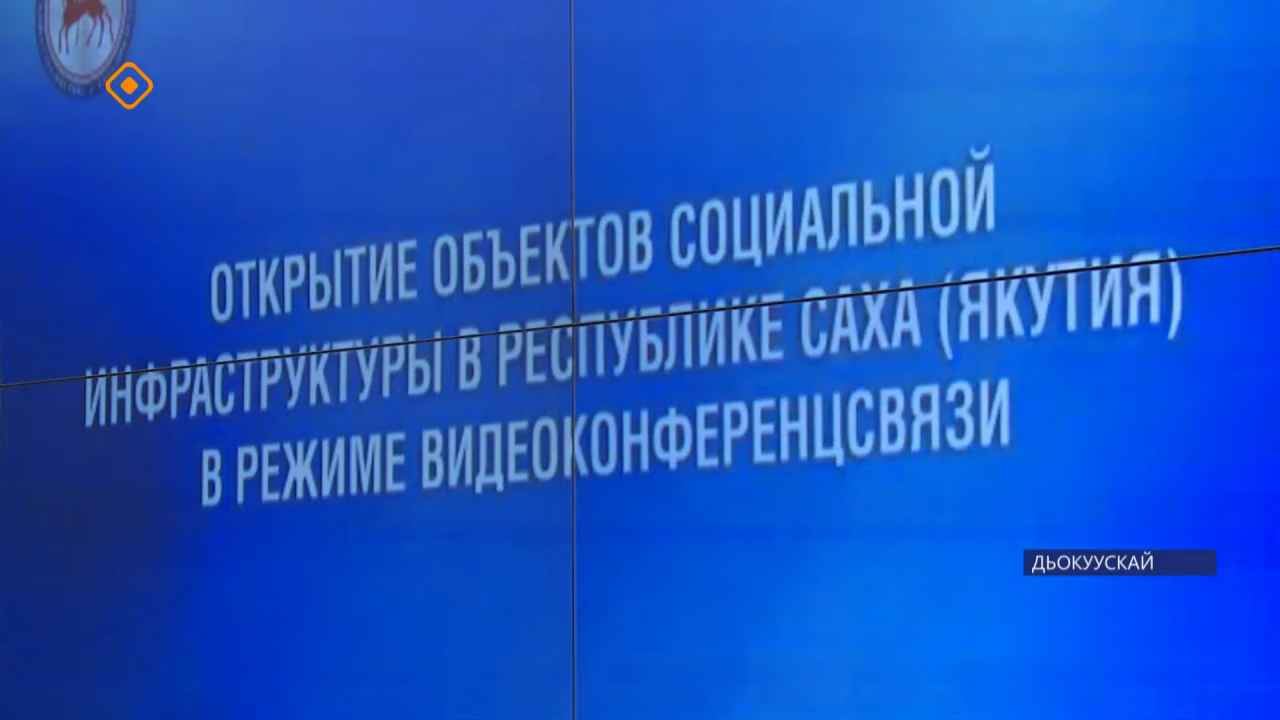 ОТКРЫТИЕ ОБЪЕКТОВ СОЦИАЛЬНОЙ
ИНФРАСТРУКТУРЫ В РЕСПУБЛИКЕ САХА (ЯКУТИЯ)
В РЕЖИМЕ ВИДЕОКОНФЕРЕНЦСВЯЗИ
ДЬОКУУСКАЙ